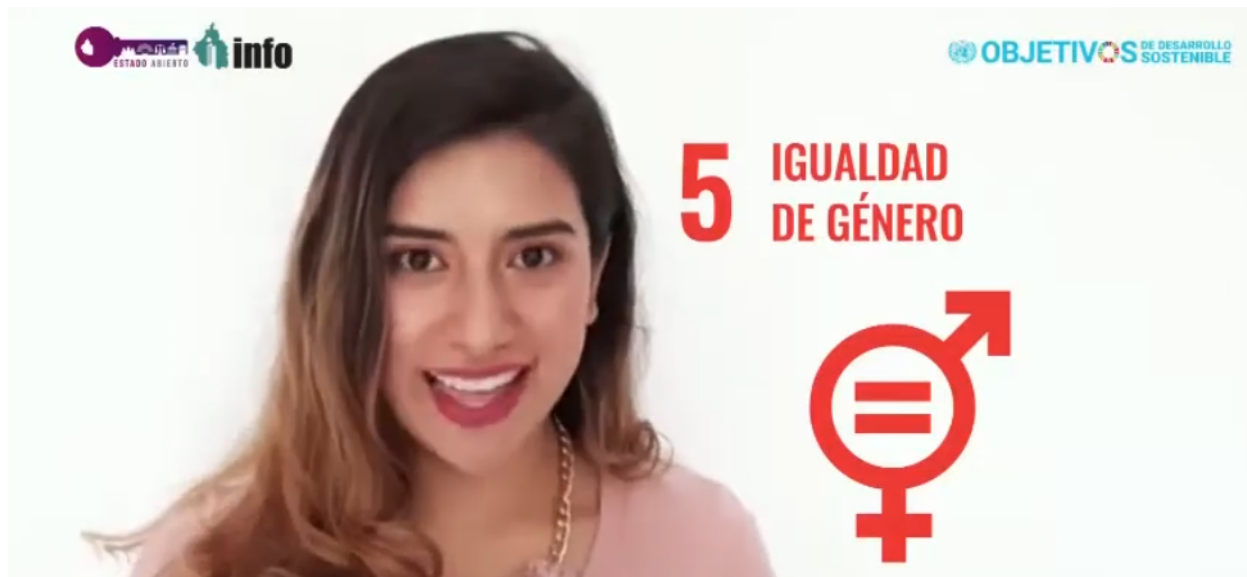 ESTADO ABIERTO
info
OBJETIVOS DE DESARROLLO
SOSTENIBLE
5 IGUALDAD
DE GÉNERO